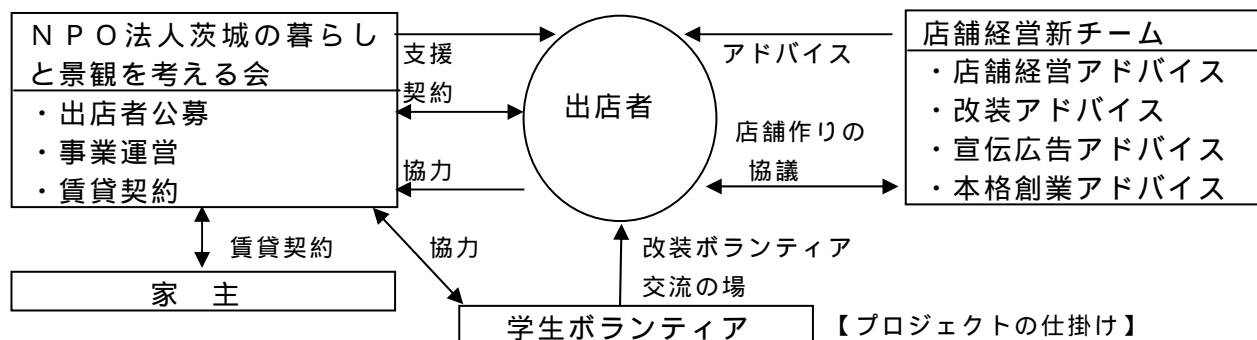 NPO法人茨城の暮らし
と景観を考える会
・出店者公募
・事業運営
・賃貸契約
支援
契約
協力
出店者
アドバイス
店舗作りの
協議
店舗経営新チーム
・店舗経営アドバイス
・改装アドバイス
・宣伝広告アドバイス
・本格創業アドバイス
賃貸契約
協力
改装ボランティア
交流の場
家 主
学生ボランティア
【プロジェクトの仕掛け】